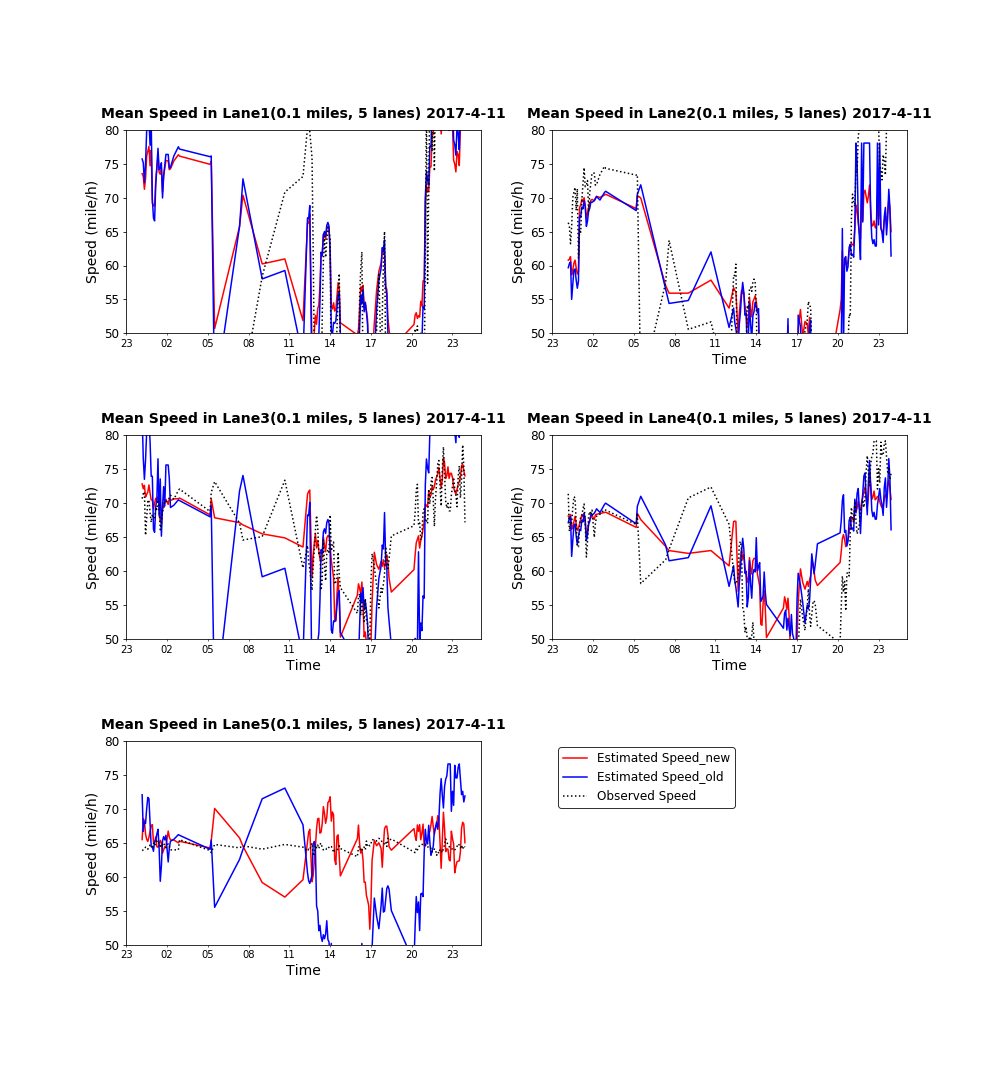 Mean Speed in Lane1(0.1 miles, 5 lanes) 2017-4-11
80
75
70
65
60
55
50
Speed (mile/h)
23 02 05 08 11 14 17 20 23
Time
Mean Speed in Lane2(0.1 miles, 5 lanes) 2017-4-11
80
75
70
65
60
55
50
Speed (mile/h)
23 02 05 08 11 14 17 20 23
Time
Mean Speed in Lane3(0.1 miles, 5 lanes) 2017-4-11
80
75
70
65
60
55
50
Speed (mile/h)
23 02 05 08 11 14 17 20 23
Time
Mean Speed in Lane4(0.1 miles, 5 lanes) 2017-4-11
80
75
70
65
60
55
50
Speed (mile/h)
23 02 05 08 11 14 17 20 23
Time
Mean Speed in Lane5(0.1 miles, 5 lanes) 2017-4-11
80
75
70
65
60
55
50
Speed (mile/h)
23 02 05 08 11 14 17 20 23
Time
Estimated Speed_new
Estimated Speed_old
Observed Speed